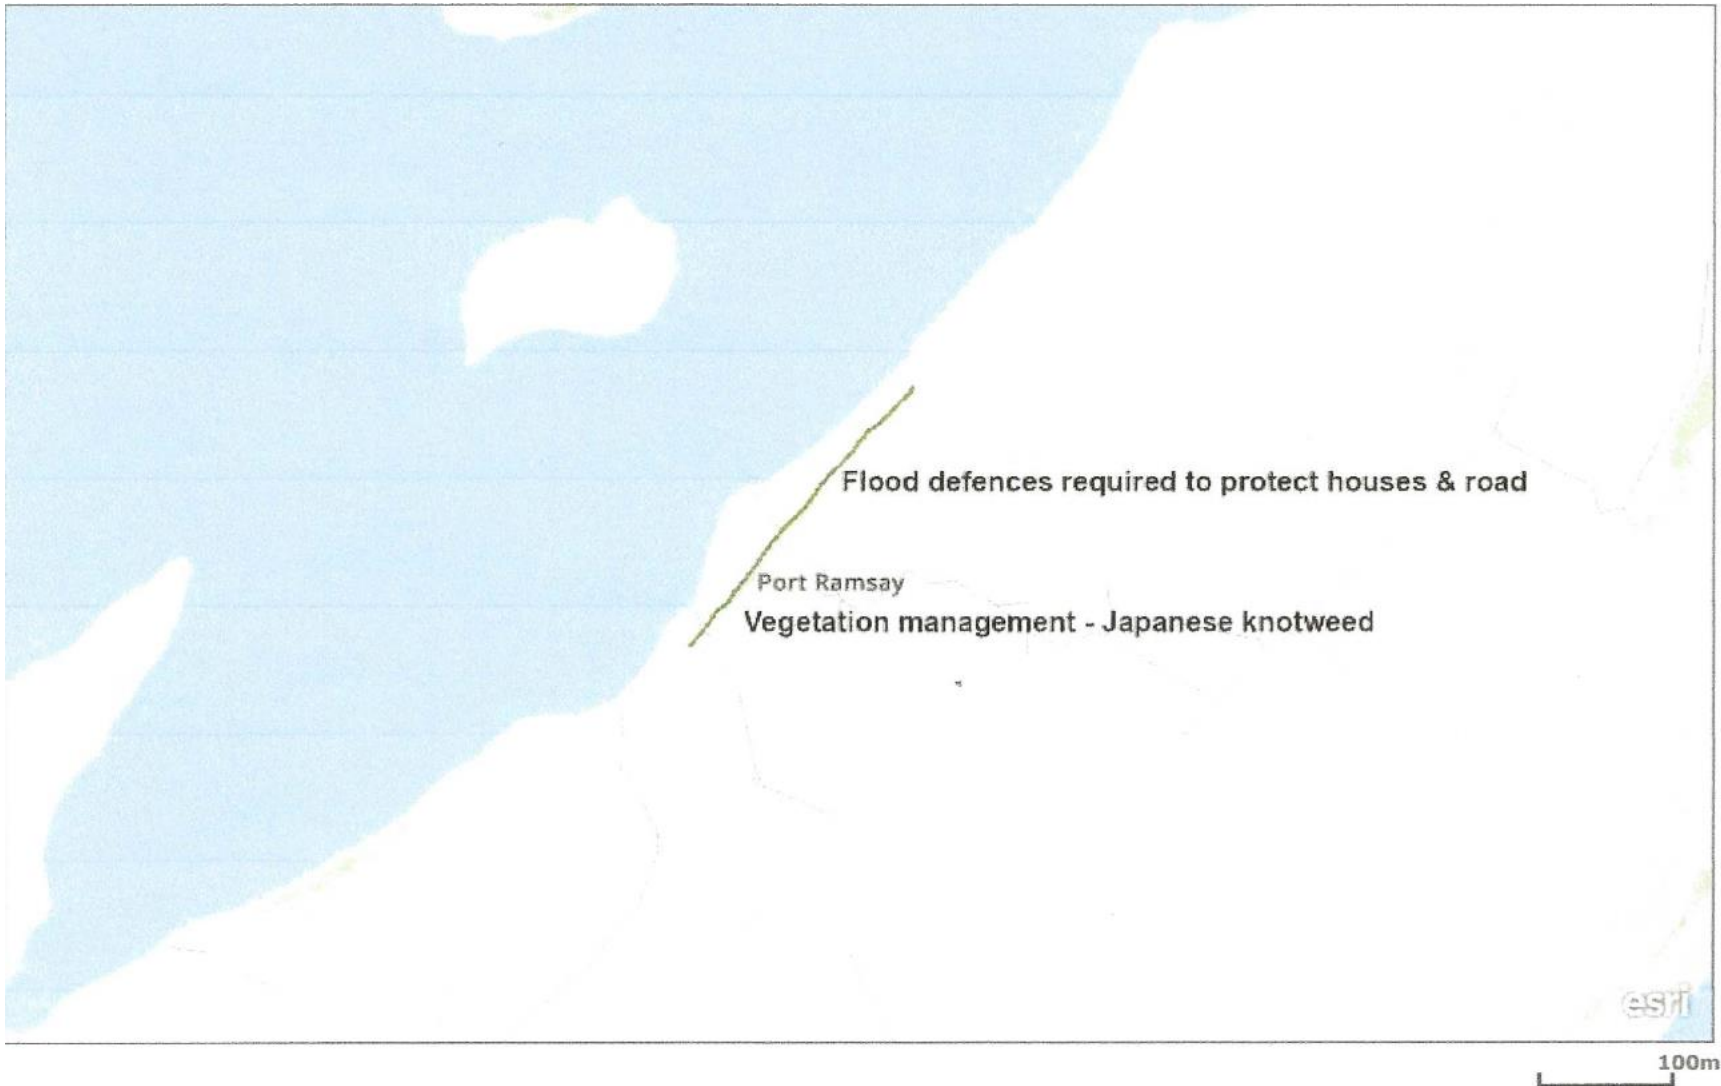 Flood defences required to protect houses & road
Port Ramsay
Vegetation management - Japanese knotweed
esri
100m